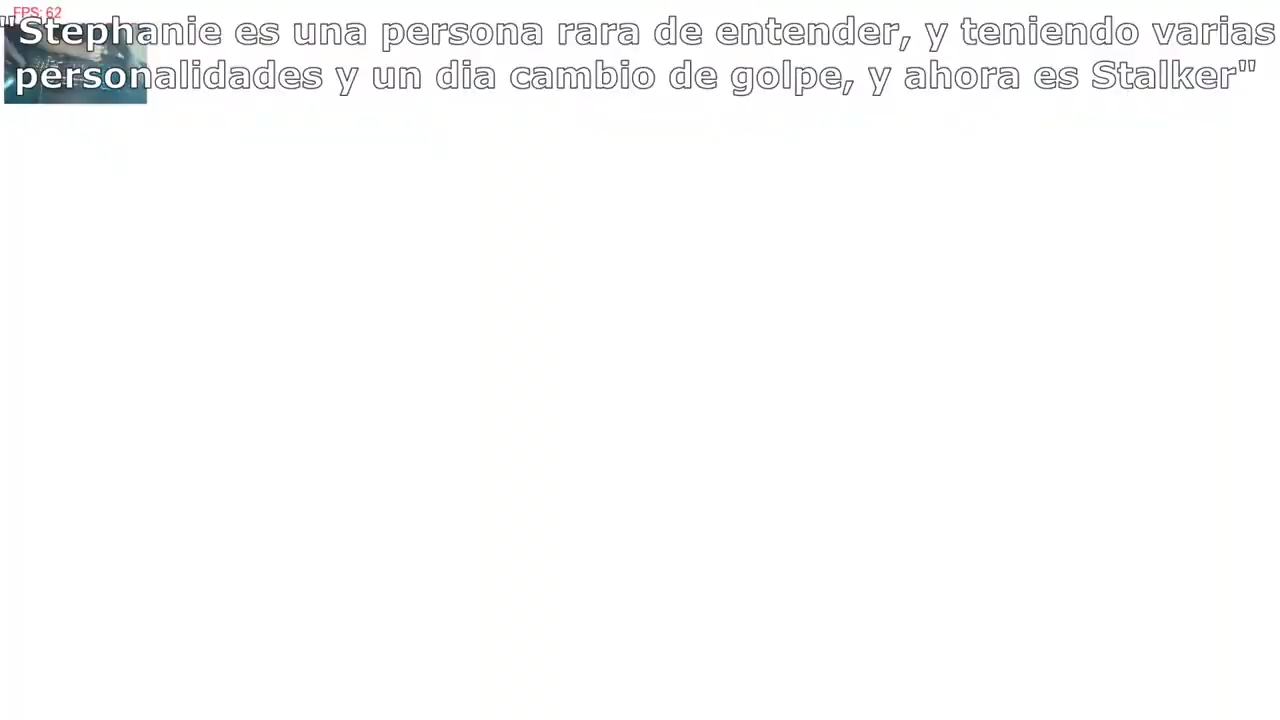 FPS: 62
"Stephanie es una persona rara de entender, y teniendo varias
personalidades y un dia cambio de golpe, y ahora es Stalker"